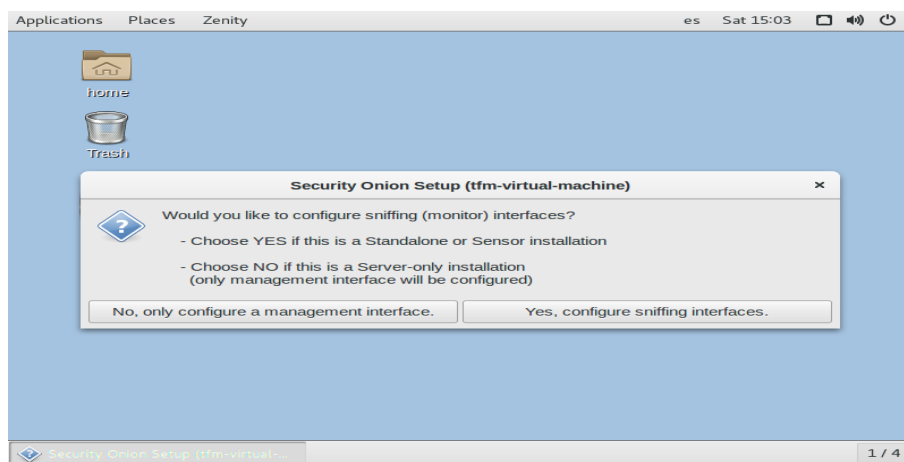 Applications Places Zenity es Sat 15:03
home
Trash
Security Onion Setup (tfm-virtual-machine)
Would you like to configure sniffing (monitor) interfaces?
- Choose YES if this is a Standalone or Sensor installation
- Choose NO if this is a Server-only installation
(only management interface will be configured)
No, only configure a management interface. Yes, configure sniffing interfaces.
Security Onion Setup (tfm-virtual-... 1 / 4